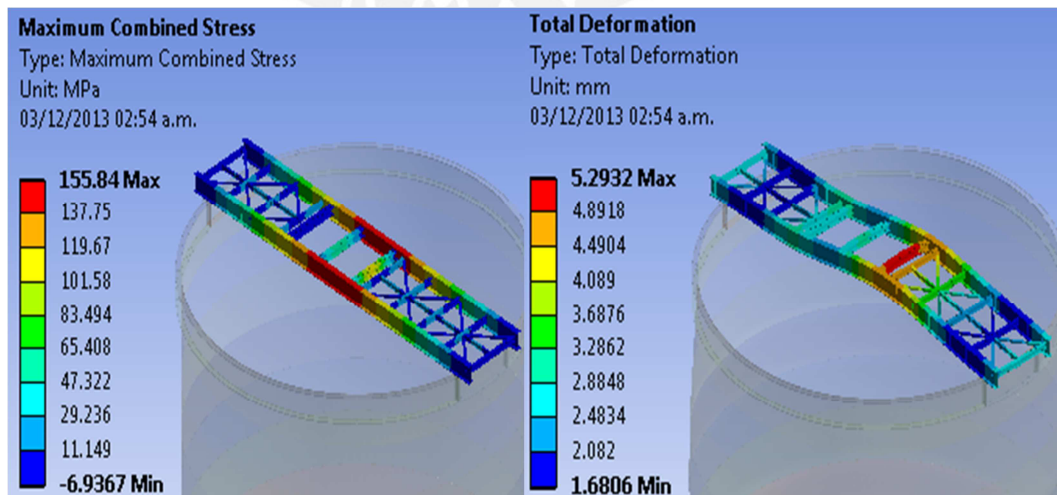 Maximum Combined Stress
Type: Maximum Combined Stress
Unit: MPa
03/12/2013 02:54 a.m.
155.84 Max
137.75
119.67
101.58
83.494
65.408
47.322
29.236
11.149
-6.9367 Min
Total Deformation
Type: Total Deformation
Unit: mm
03/12/2013 02:54 a.m.
5.2932 Max
4.8918
4.4904
4.089
3.6876
3.2862
2.8848
2.4834
2.082
1.6806 Min